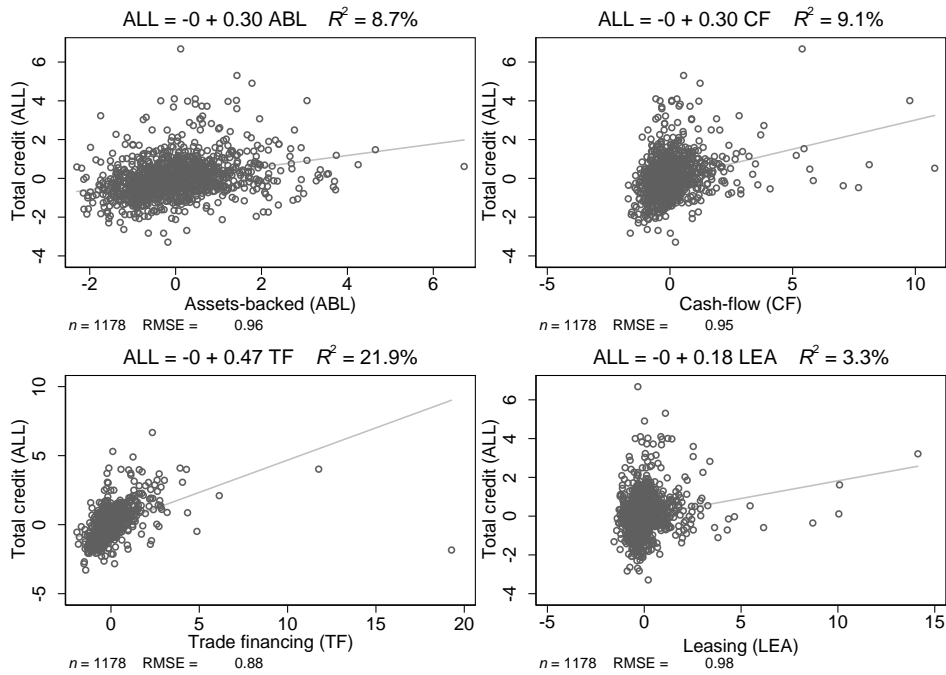 ALL = -0 + 0.30 ABL R² = 8.7%
Total credit (ALL)
6
4
2
0
-2
-4
-2 0 2 4 6
Assets-backed (ABL)
n = 1178 RMSE = 0.96
ALL = -0 + 0.30 CF R² = 9.1%
Total credit (ALL)
6
4
2
0
-2
-4
-5 0 5 10
Cash-flow (CF)
n = 1178 RMSE = 0.95
ALL = -0 + 0.47 TF R² = 21.9%
Total credit (ALL)
10
5
0
-5
0 5 10 15 20
Trade financing (TF)
n = 1178 RMSE = 0.88
ALL = -0 + 0.18 LEA R² = 3.3%
Total credit (ALL)
6
4
2
0
-2
-4
-5 0 5 10 15
Leasing (LEA)
n = 1178 RMSE = 0.98